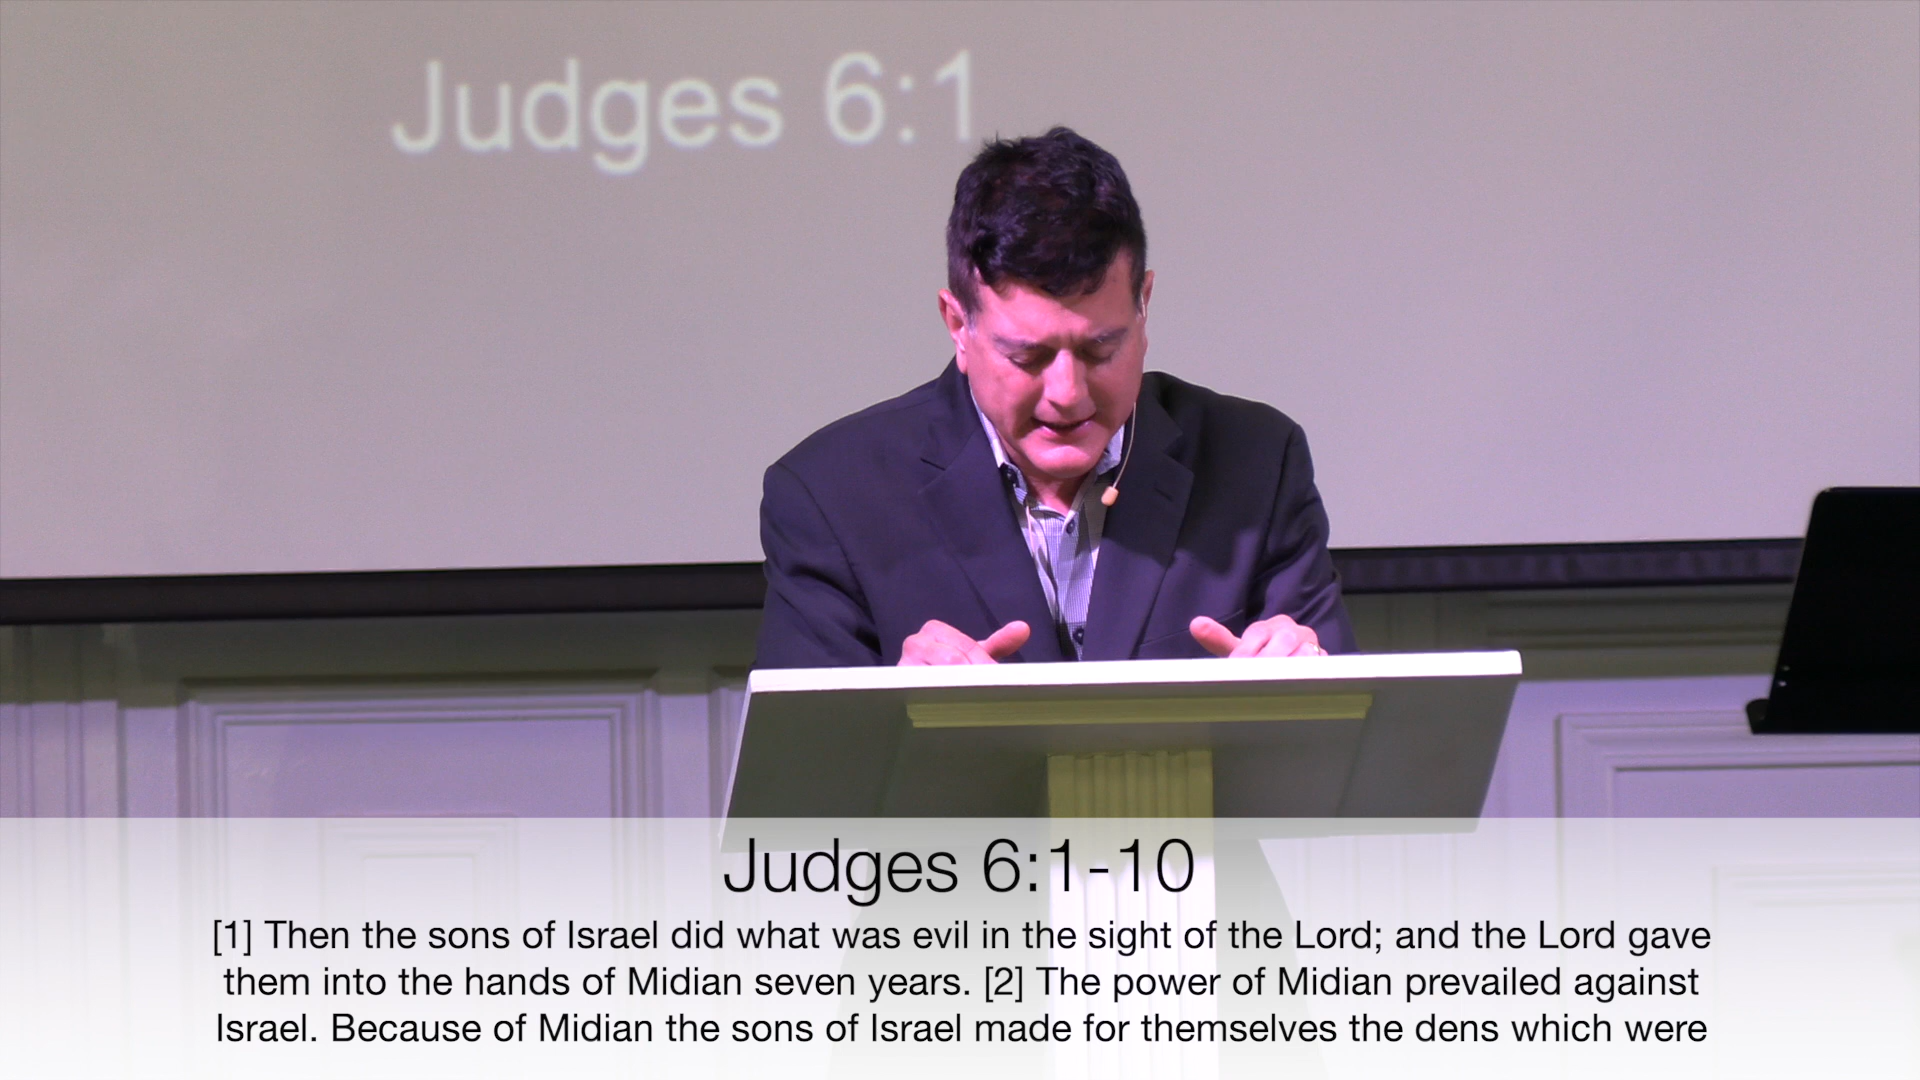 Judges 6:1
Judges 6:1-10
[1] Then the sons of Israel did what was evil in the sight of the Lord; and the Lord gave
them into the hands of Midian seven years. [2] The power of Midian prevailed against
Israel. Because of Midian the sons of Israel made for themselves the dens which were